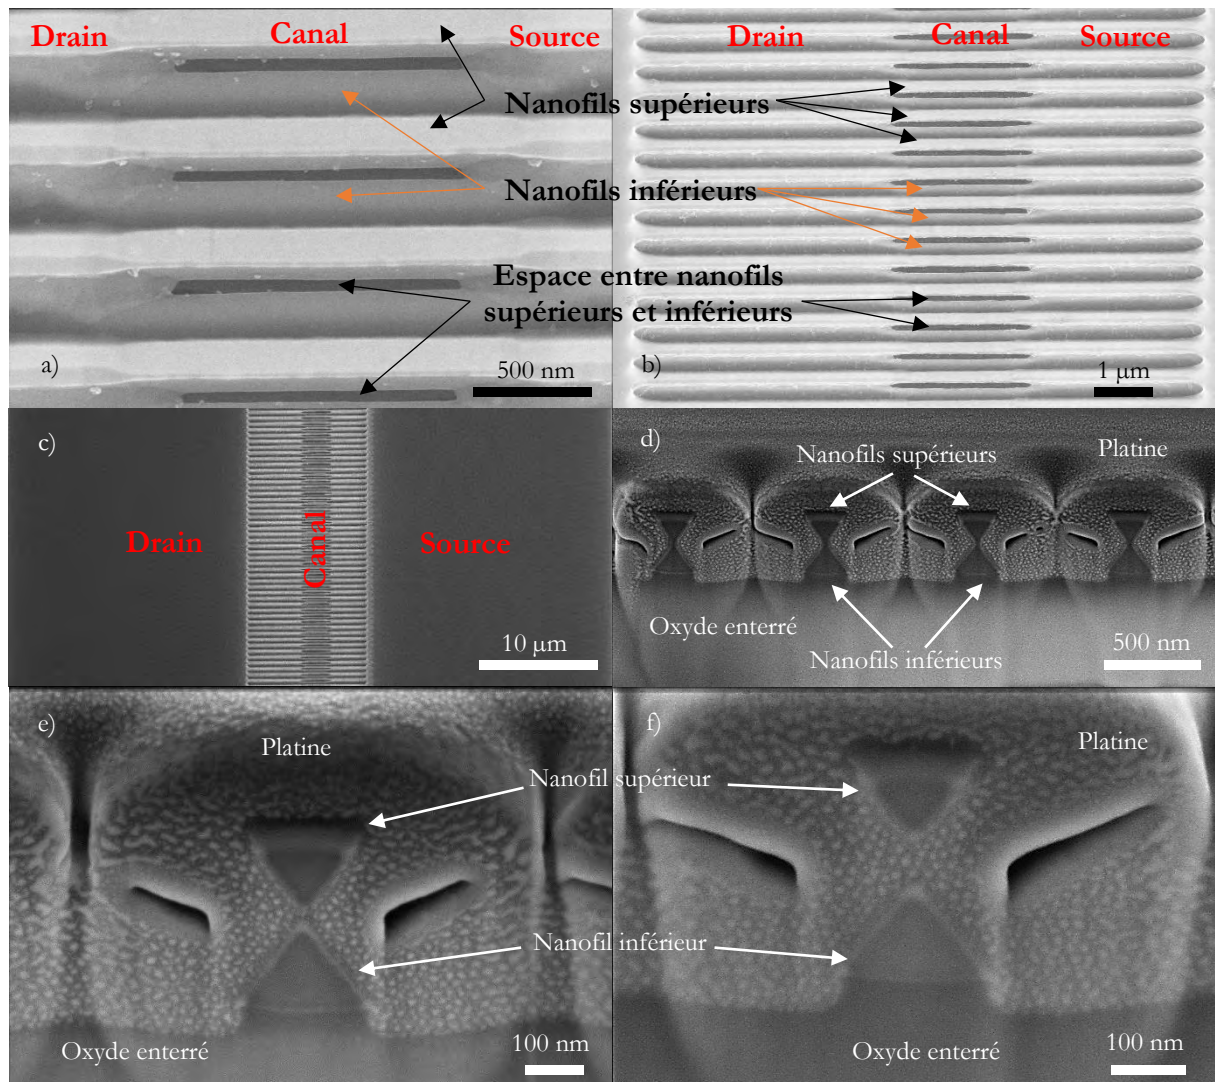 Drain
Canal
Source
Drain
Canal
Source
Nanofils supérieurs
Nanofils inférieurs
Espace entre nanofils
supérieurs et inférieurs
a)
500 nm
b)
1 µm
c)
Drain
Canal
Source
10 µm
d)
Nanofils supérieurs
Platine
Oxyde enterré
Nanofils inférieurs
500 nm
e)
Platine
f)
Platine
Nanofil supérieur
Nanofil inférieur
Oxyde enterré
100 nm
Oxyde enterré
100 nm